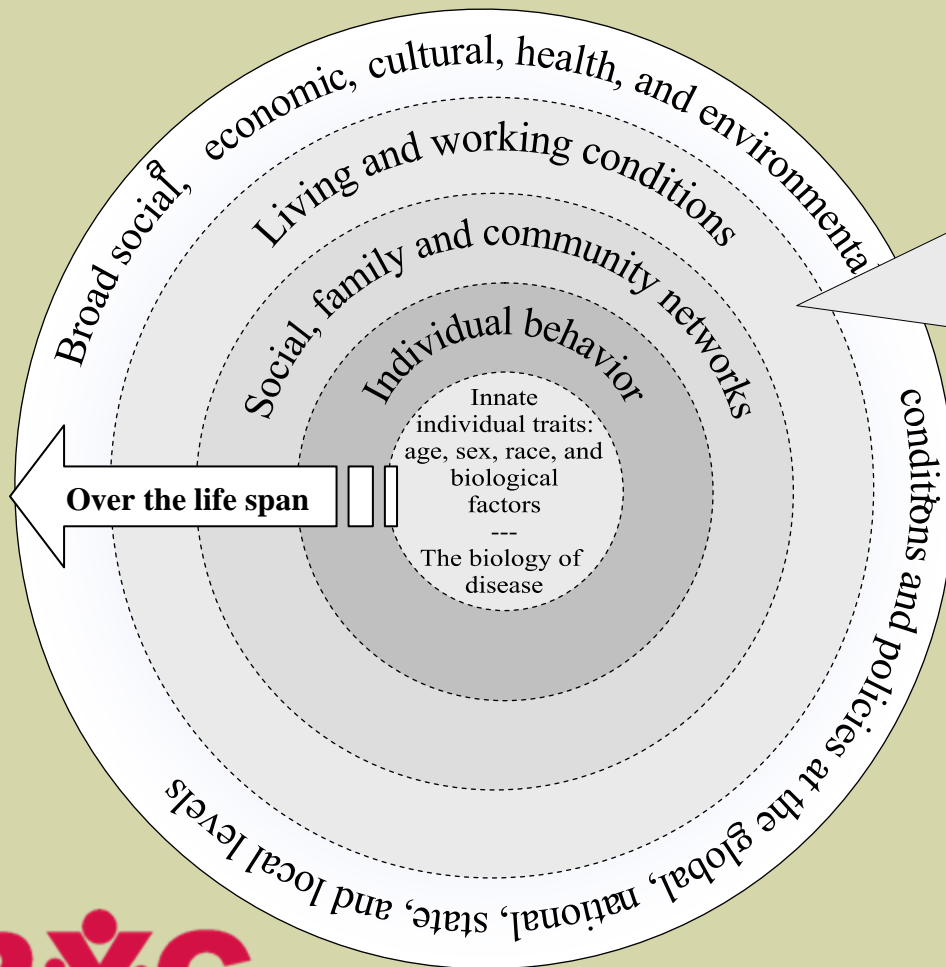 Broad social, economic, cultural, health, and environmenta
conditions and policies at the global, national, state, and local levels
a
t
Living and working conditions
Social, family and community networks
Individual behavior
Innate
individual traits:
age, sex, race, and
biological
factors
---
The biology of
disease
Over the life span